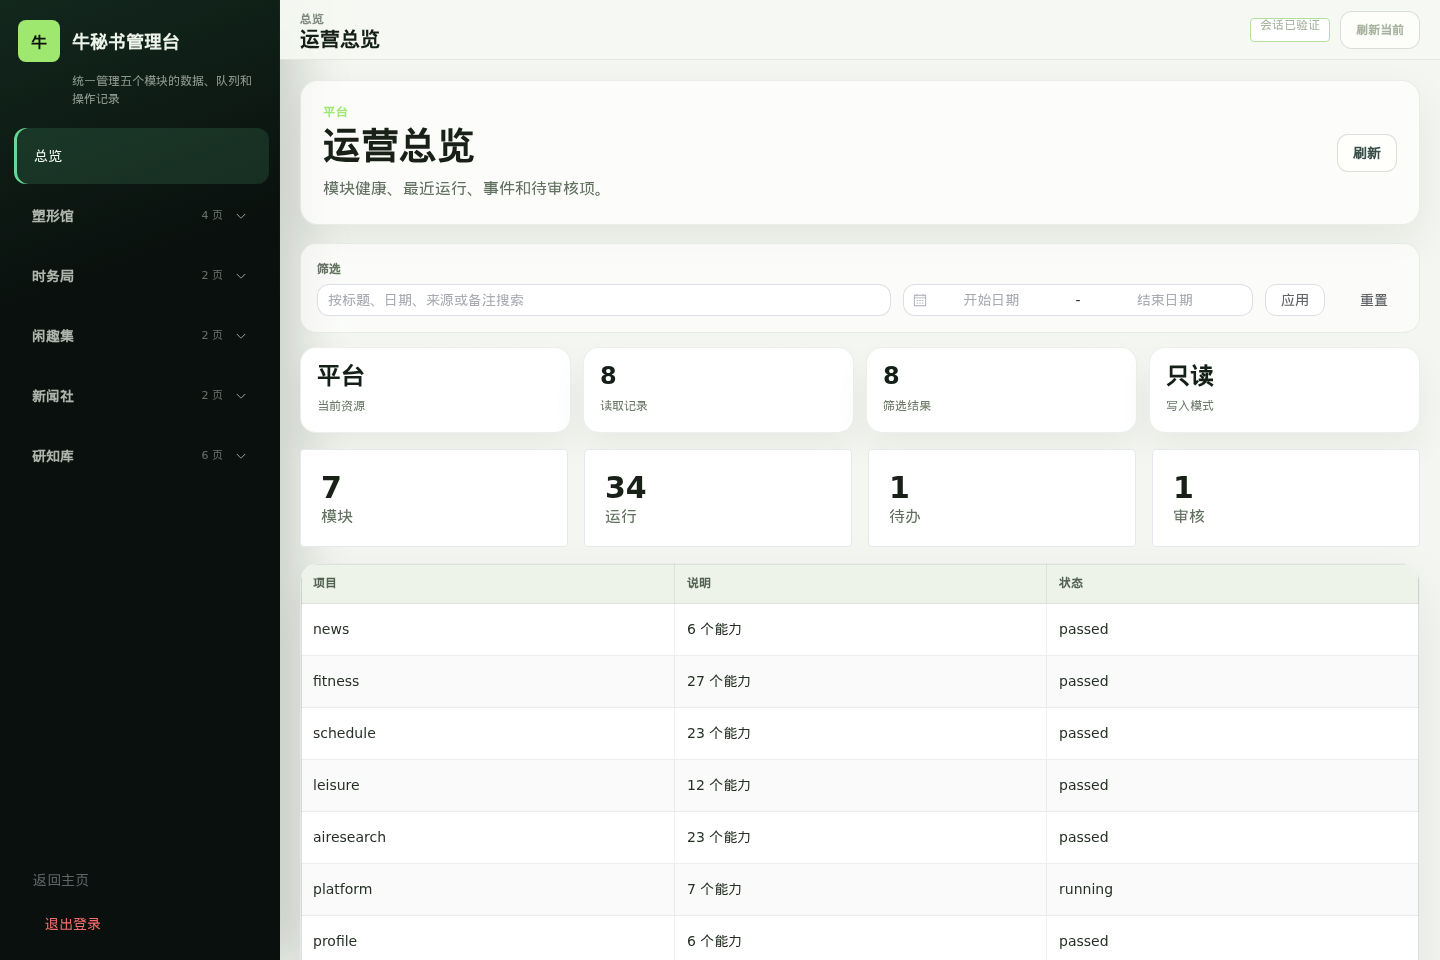 牛
牛秘书管理台
统一管理五个模块的数据、队列和
操作记录
总览
塑形馆 4 页
时务局 2 页
闲趣集 2 页
新闻社 2 页
研知库 6 页
返回主页
退出登录
总览
运营总览
会话已验证
刷新当前
平台
运营总览
模块健康、最近运行、事件和待审核项。
刷新
筛选
按标题、日期、来源或备注搜索 开始日期 - 结束日期 应用 重置
平台 8 8 只读
当前资源 读取记录 筛选结果 写入模式
7 34 1 1
模块 运行 待办 审核
项目 说明 状态
news 6 个能力 passed
fitness 27 个能力 passed
schedule 23 个能力 passed
leisure 12 个能力 passed
airesearch 23 个能力 passed
platform 7 个能力 running
profile 6 个能力 passed